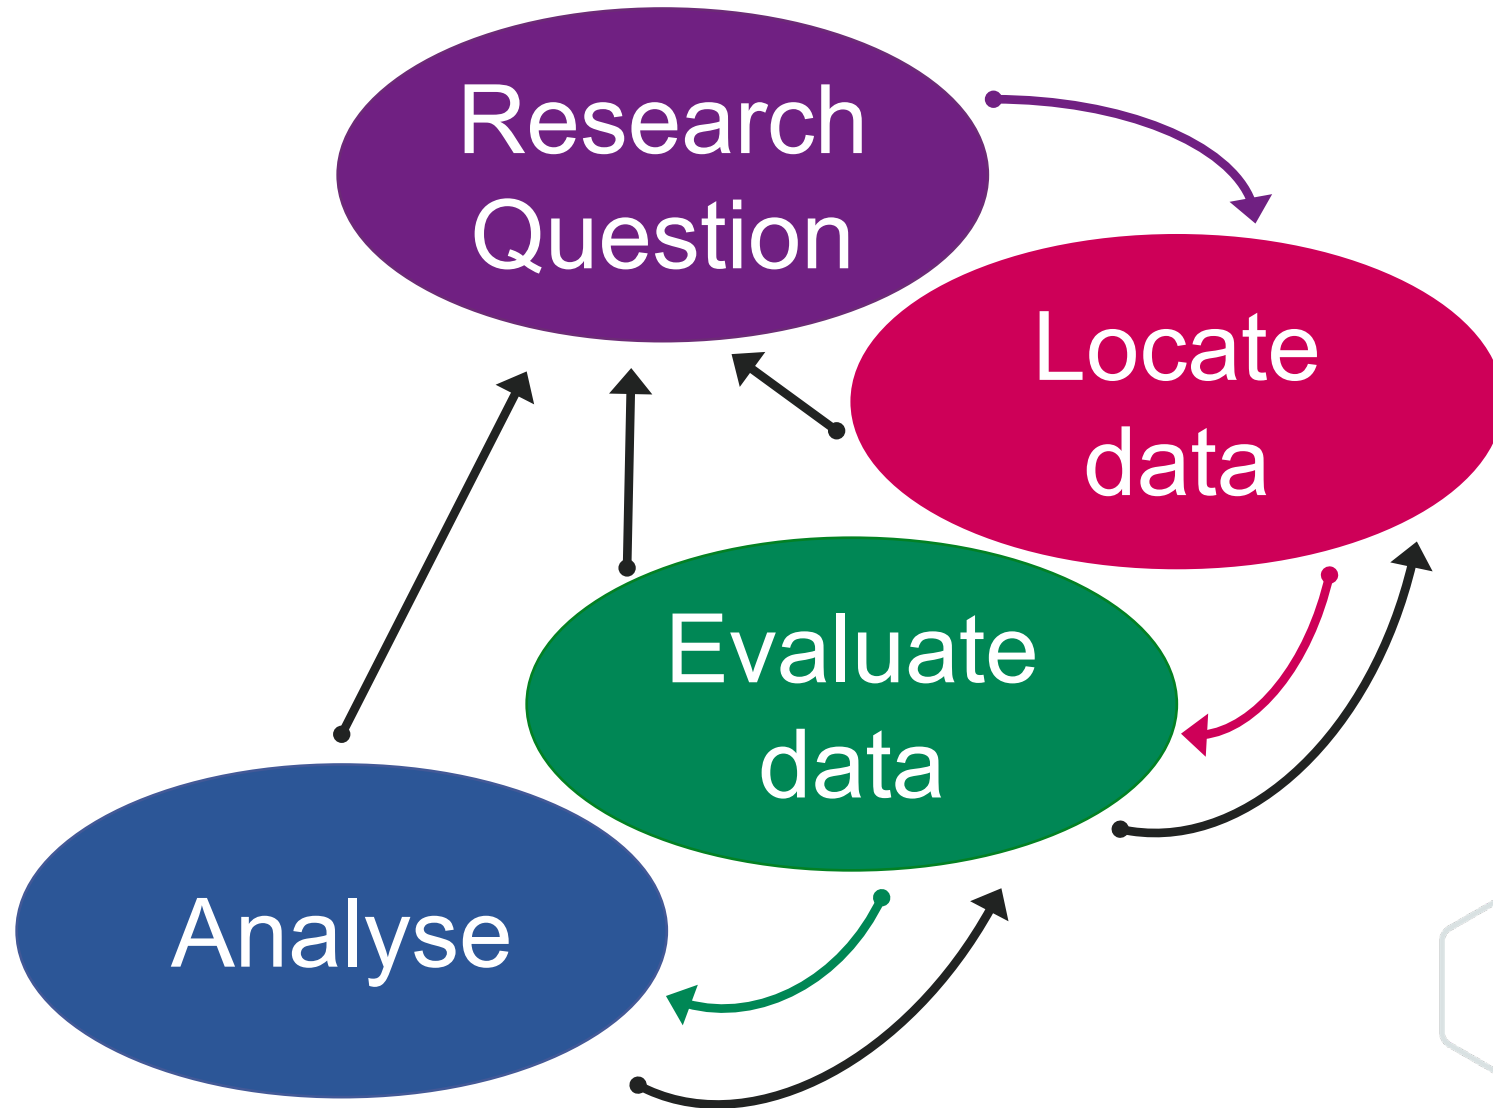 Research
Question
Locate
data
Evaluate
data
Analyse